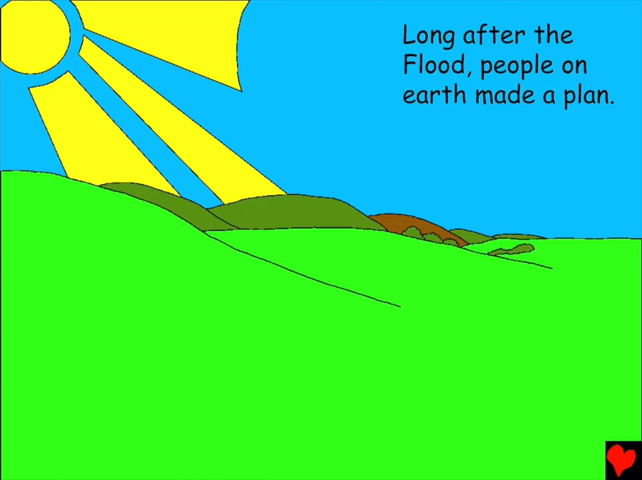 Long after the
Flood, people on
earth made a plan.